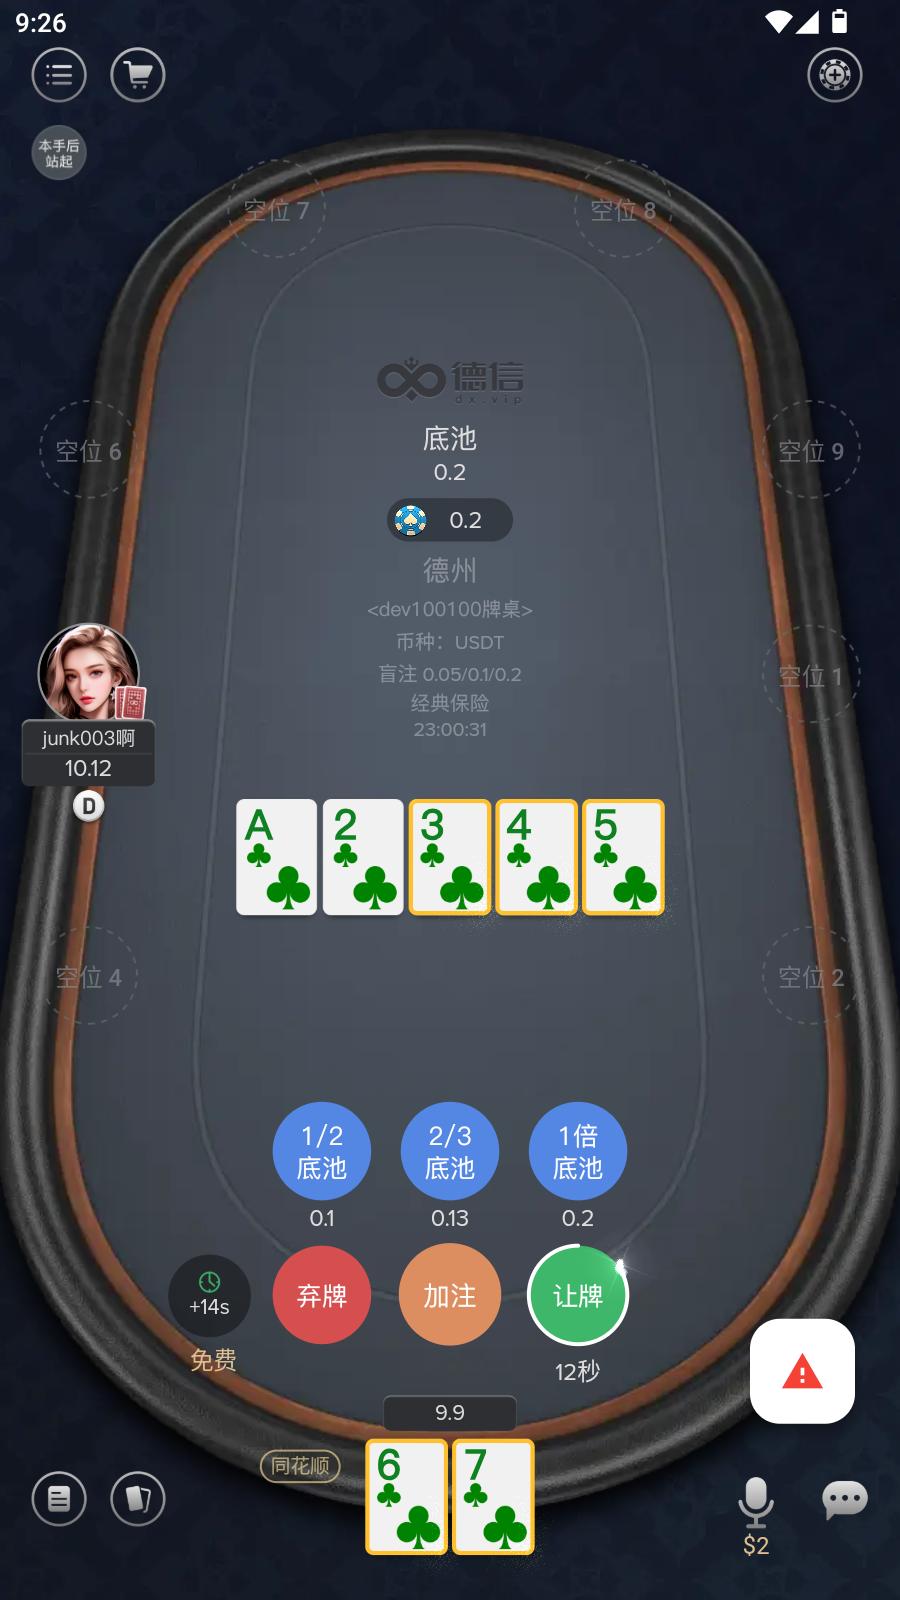 9:26
本手后
站起
空位 7
空位 8
德信
dx.vip
底池
0.2
空位 6
空位 9
0.2
德州
<dev100100牌桌>
币种：USDT
盲注 0.05/0.1/0.2
经典保险
23:00:31
空位 1
junk003啊
10.12
D
A
2
3
4
5
空位 4
空位 2
1/2
底池
2/3
底池
1倍
底池
0.1
0.13
0.2
+14s
弃牌
加注
让牌
免费
12秒
9.9
同花顺
6
7
$2